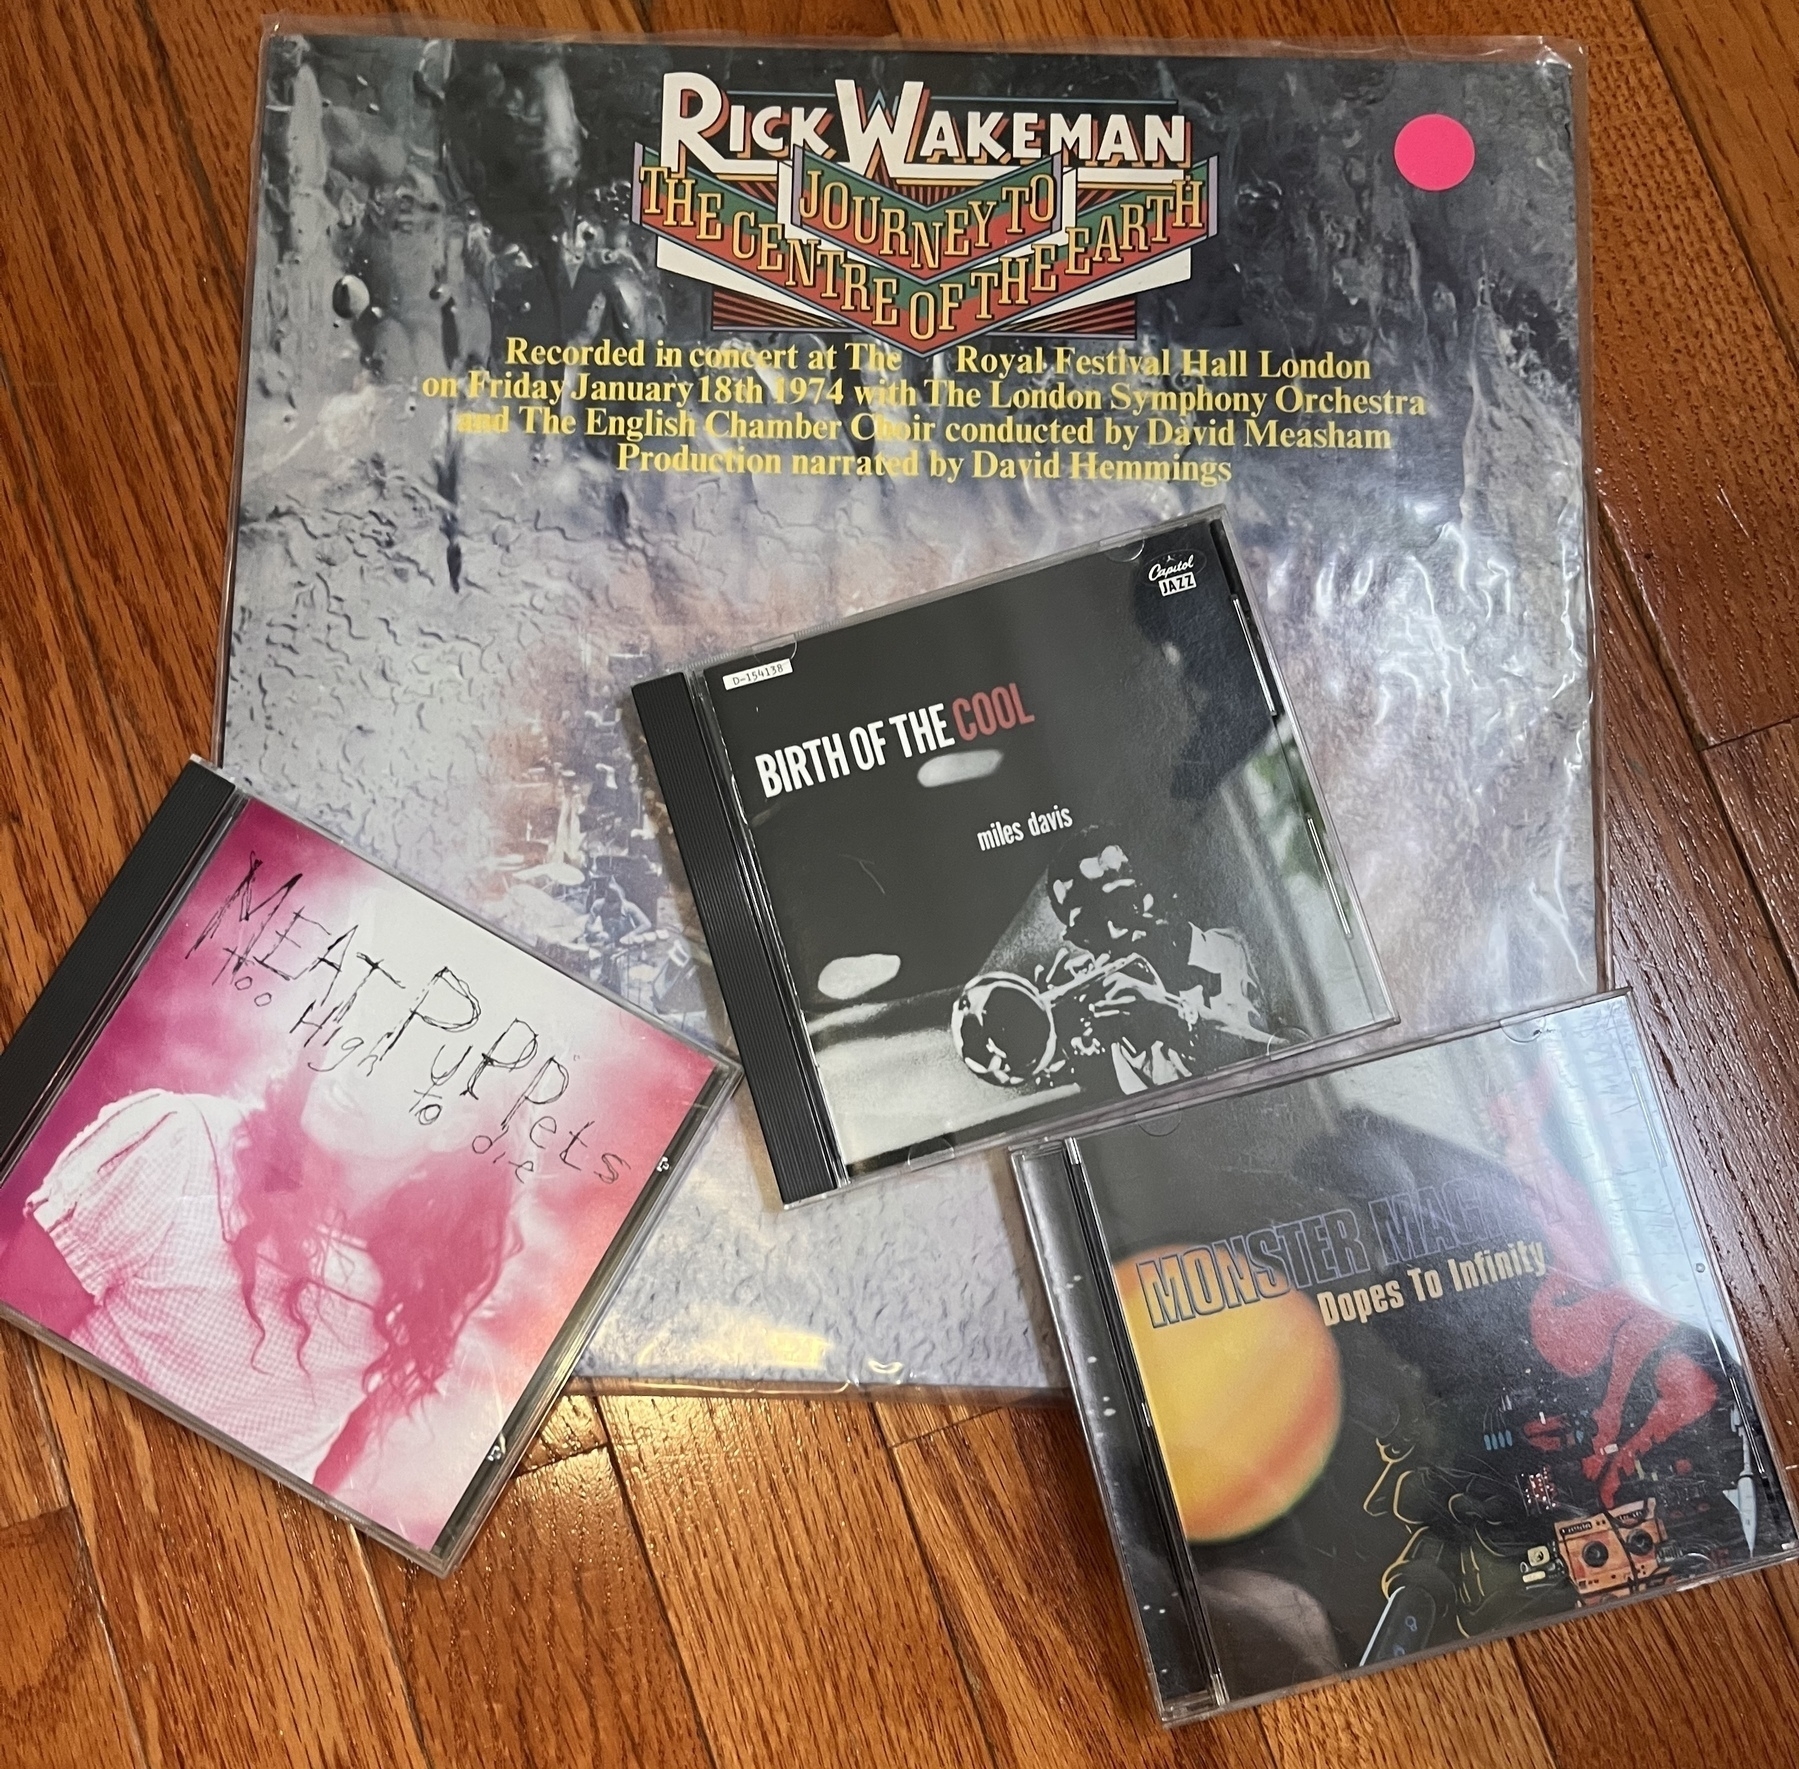 RICK WAKEMAN
JOURNEY TO
THE CENTRE OF THE EARTH
Recorded in concert at The Royal Festival Hall London
on Friday January 18th 1974 with The London Symphony Orchestra
and The English Chamber Choir conducted by David Measham
Production narrated by David Hemmings
Capitol
JAZZ
D-154138
BIRTH OF THE COOL
miles davis
MEAT PUPPETS
too High to die
MONSTER MAGNET
Dopes To Infinity